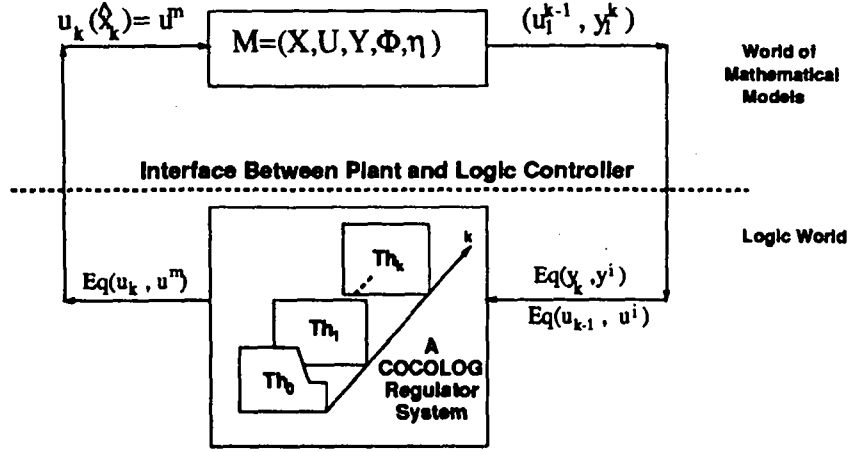 u_k(x̂_k)= u^m
M=(X,U,Y,Φ,η)
(u_1^{k-1}, y_1^k)
World of
Mathematical
Models
Interface Between Plant and Logic Controller
Logic World
k
Th_k
Eq(u_k, u^m)
Eq(y_k, y^i)
Eq(u_{k-1}, u^i)
Th_1
Th_0
A
COCOLOG
Regulator
System